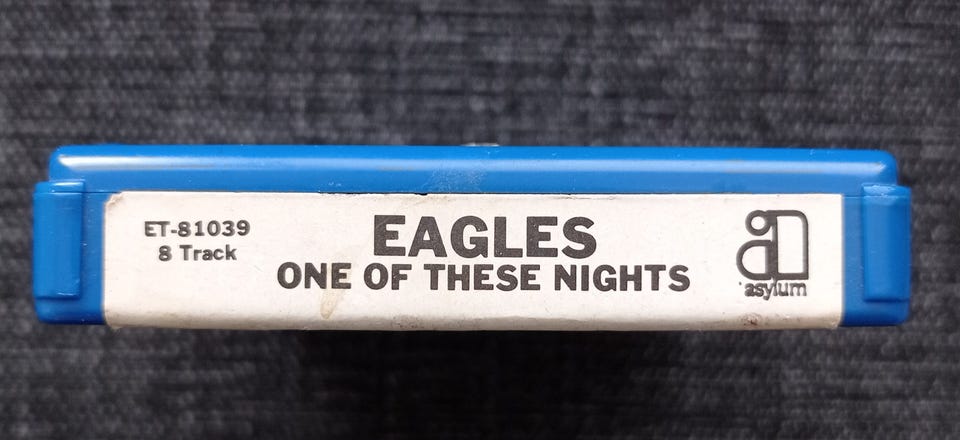 ET-81039
8 Track
EAGLES
ONE OF THESE NIGHTS
asylum